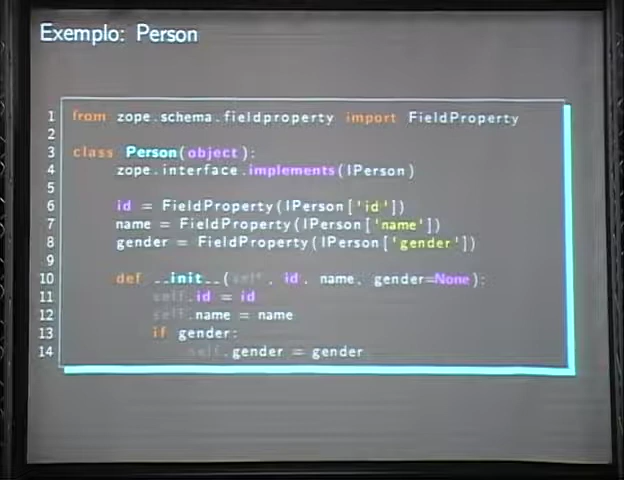 Exemplo: Person
1 from zope.schema.fieldproperty import FieldProperty
2
3 class Person(object):
4 zope.interface.implements(IPerson)
5
6 id = FieldProperty(IPerson['id'])
7 name = FieldProperty(IPerson['name'])
8 gender = FieldProperty(IPerson['gender'])
9
10 def __init__(self, id, name, gender=None):
11 self.id = id
12 self.name = name
13 if gender:
14 self.gender = gender